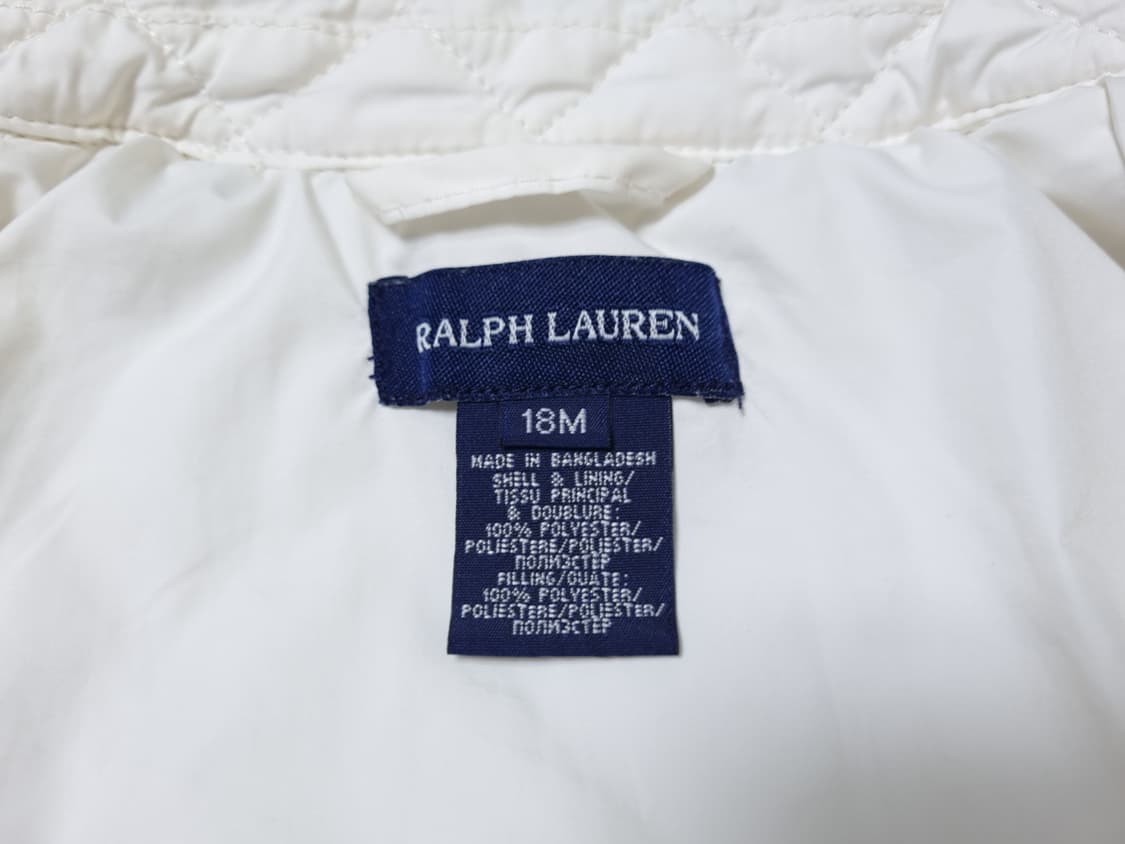 RALPH LAUREN
18M
MADE IN BANGLADESH
SHELL & LINING/
TISSU PRINCIPAL
& DOUBLURE:
100% POLYESTER/
POLIESTERE/POLIESTER/
ПОЛИЭСТЕР
FILLING/OUATE:
100% POLYESTER/
POLIESTERE/POLIESTER/
ПОЛИЭСТЕР